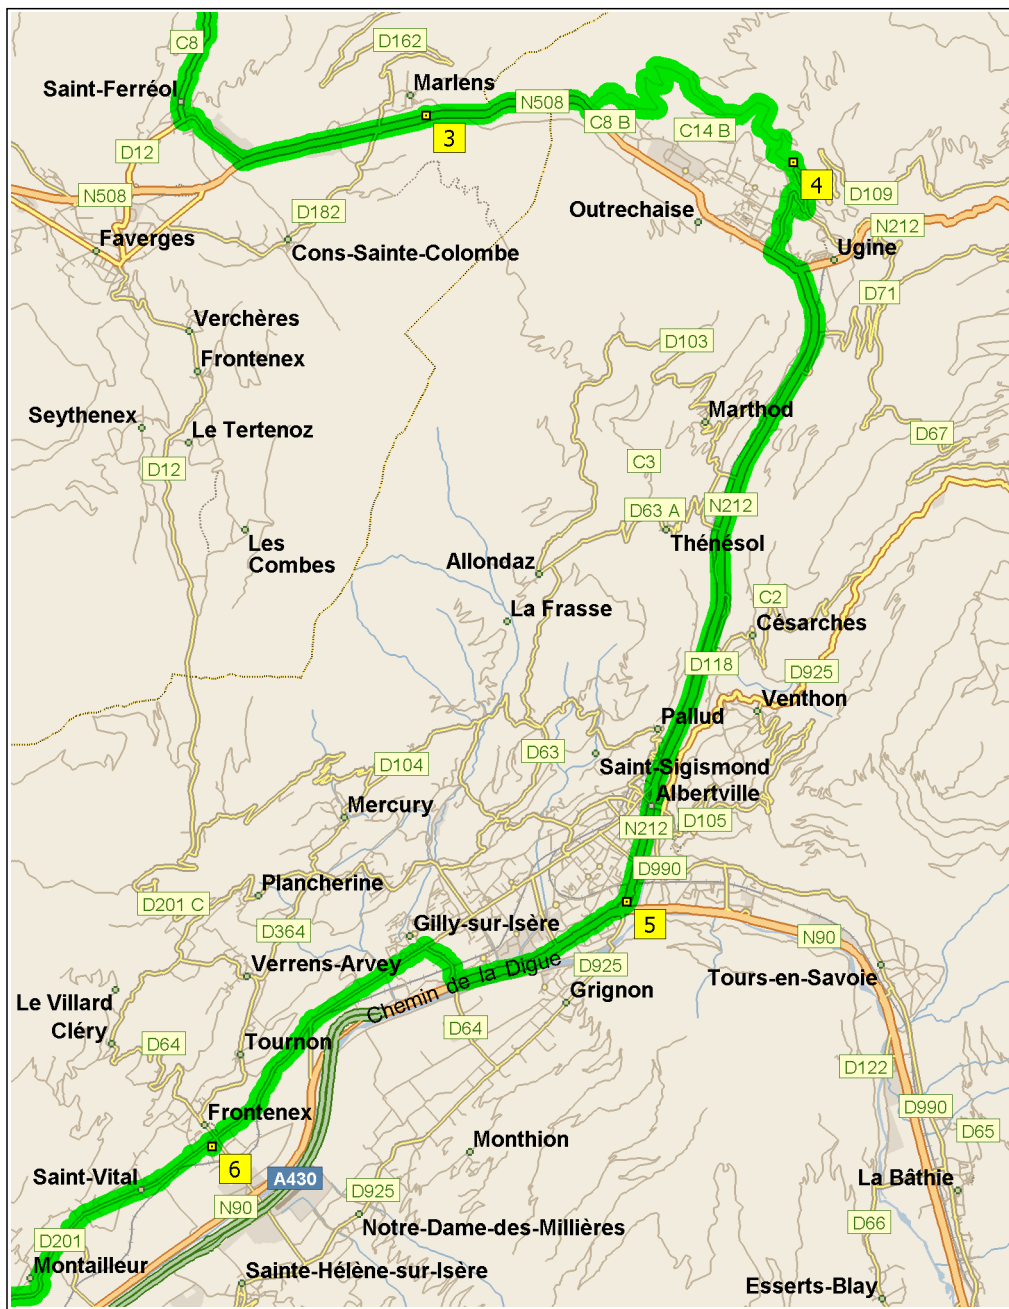 C8
D162
Saint-Ferréol
Marlens
N508
C8 B
C14 B
3
D12
4
D109
N508
D182
Outrechaise
N212
Faverges
Cons-Sainte-Colombe
Ugine
D71
Verchères
D103
Frontenex
Seythenex
Marthod
Le Tertenoz
D67
D12
C3
N212
D63 A
Les
Combes
Thénésol
Allondaz
C2
La Frasse
Césarches
D118
D925
Venthon
Pallud
D63
D104
Saint-Sigismond
Albertville
Mercury
N212
D105
D990
Plancherine
D201 C
5
Gilly-sur-Isère
D364
N90
Verrens-Arvey
Chemin de la Digue
D925
Tours-en-Savoie
Le Villard
Grignon
Cléry
D64
D64
Tournon
D122
Frontenex
D990
D65
Monthion
6
Saint-Vital
A430
La Bâthie
D925
N90
D66
Notre-Dame-des-Millières
D201
Montailleur
Sainte-Hélène-sur-Isère
Esserts-Blay